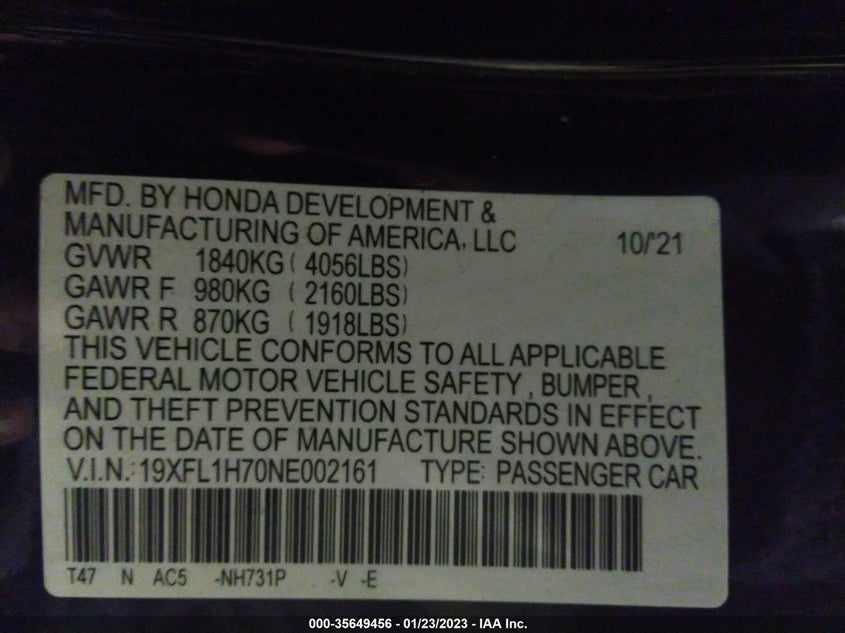 MFD. BY HONDA DEVELOPMENT &
MANUFACTURING OF AMERICA, LLC 10/'21
GVWR 1840KG ( 4056LBS)
GAWR F 980KG ( 2160LBS)
GAWR R 870KG ( 1918LBS)
THIS VEHICLE CONFORMS TO ALL APPLICABLE
FEDERAL MOTOR VEHICLE SAFETY , BUMPER ,
AND THEFT PREVENTION STANDARDS IN EFFECT
ON THE DATE OF MANUFACTURE SHOWN ABOVE.
V.I.N.: 19XFL1H70NE002161 TYPE: PASSENGER CAR
T47 N AC5 -NH731P -V -E
000-35649456 - 01/23/2023 - IAA Inc.